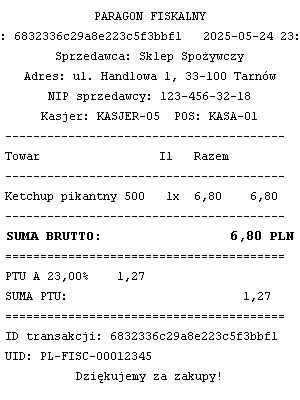 PARAGON FISKALNY
: 6832336c29a8e223c5f3bbf1 2025-05-24 23:
Sprzedawca: Sklep Spożywczy
Adres: ul. Handlowa 1, 33-100 Tarnów
NIP sprzedawcy: 123-456-32-18
Kasjer: KASJER-05 POS: KASA-01
----------------------------------------
Towar Il Razem
----------------------------------------
Ketchup pikantny 500 1x 6,80 6,80
----------------------------------------
SUMA BRUTTO: 6,80 PLN
========================================
PTU A 23,00% 1,27
SUMA PTU: 1,27
========================================
ID transakcji: 6832336c29a8e223c5f3bbf1
UID: PL-FISC-00012345
Dziękujemy za zakupy!